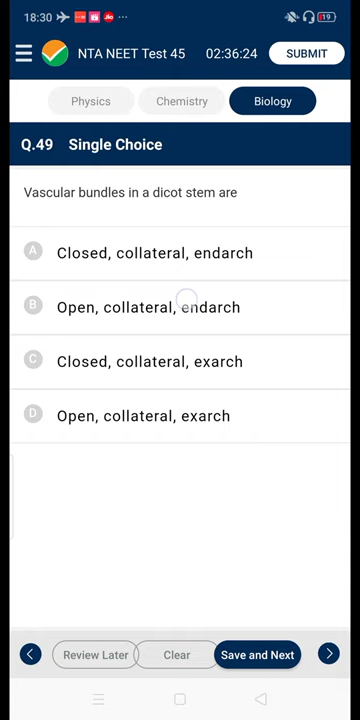 18:30 Jio ... 19
NTA NEET Test 45 02:36:24 SUBMIT
Physics Chemistry Biology
Q.49 Single Choice
Vascular bundles in a dicot stem are
A Closed, collateral, endarch
B Open, collateral, endarch
C Closed, collateral, exarch
D Open, collateral, exarch
Review Later Clear Save and Next